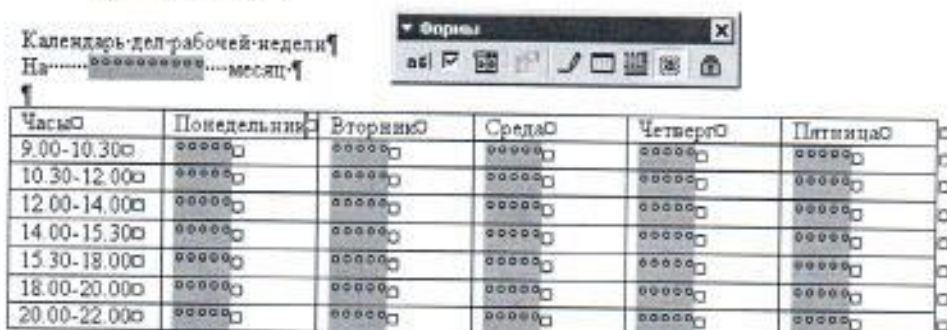 Формы
Календарь·дел·рабочей·недели¶
На·······°°°°°°°°°°····месяц·¶
¶
Часы¤ Понедельник¤ Вторник¤ Среда¤ Четверг¤ Пятница¤
9.00-10.30¤ °°°°°¤ °°°°°¤ °°°°°¤ °°°°°¤ °°°°°¤
10.30-12.00¤ °°°°°¤ °°°°°¤ °°°°°¤ °°°°°¤ °°°°°¤
12.00-14.00¤ °°°°°¤ °°°°°¤ °°°°°¤ °°°°°¤ °°°°°¤
14.00-15.30¤ °°°°°¤ °°°°°¤ °°°°°¤ °°°°°¤ °°°°°¤
15.30-18.00¤ °°°°°¤ °°°°°¤ °°°°°¤ °°°°°¤ °°°°°¤
18.00-20.00¤ °°°°°¤ °°°°°¤ °°°°°¤ °°°°°¤ °°°°°¤
20.00-22.00¤ °°°°°¤ °°°°°¤ °°°°°¤ °°°°°¤ °°°°°¤